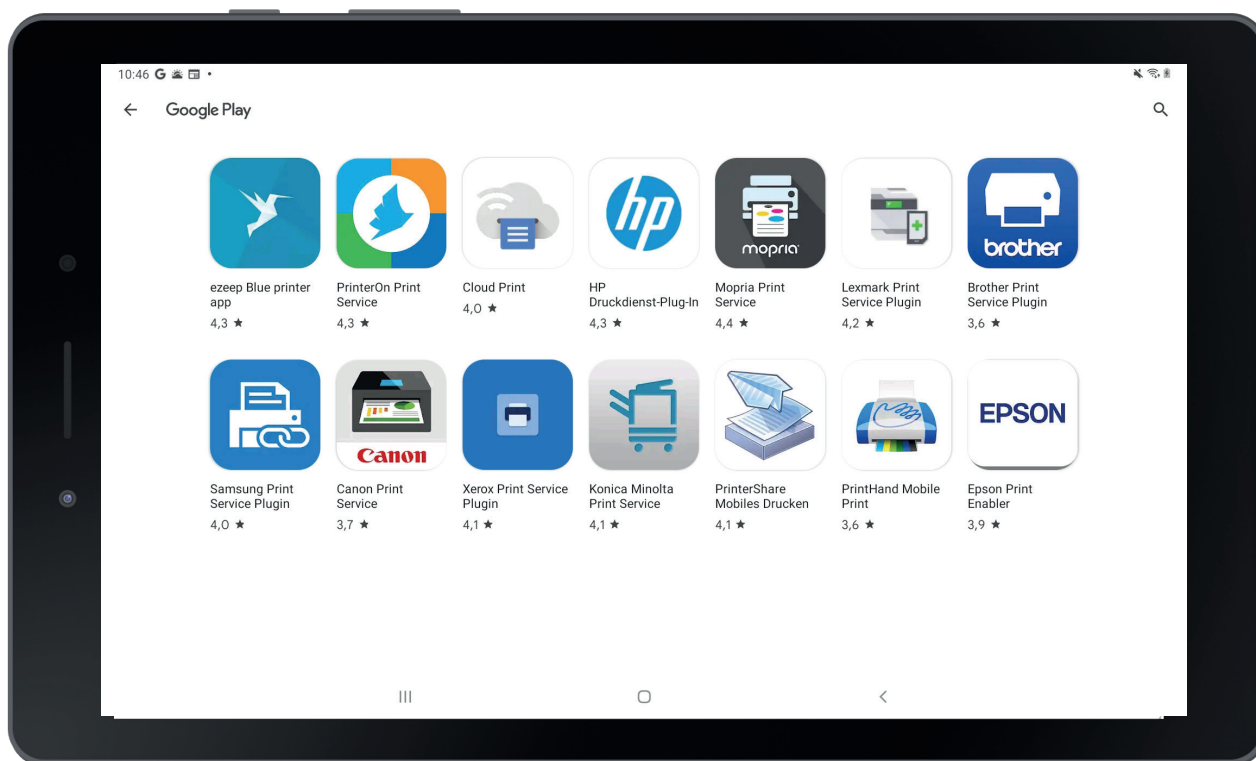 10:46
Google Play
hp
mopria
brother
ezeep Blue printer
app
4,3 ★
PrinterOn Print
Service
4,3 ★
Cloud Print
4,0 ★
HP
Druckdienst-Plug-In
4,3 ★
Mopria Print
Service
4,4 ★
Lexmark Print
Service Plugin
4,2 ★
Brother Print
Service Plugin
3,6 ★
Canon
EPSON
Samsung Print
Service Plugin
4,0 ★
Canon Print
Service
3,7 ★
Xerox Print Service
Plugin
4,1 ★
Konica Minolta
Print Service
4,1 ★
PrinterShare
Mobiles Drucken
4,1 ★
PrintHand Mobile
Print
3,6 ★
Epson Print
Enabler
3,9 ★